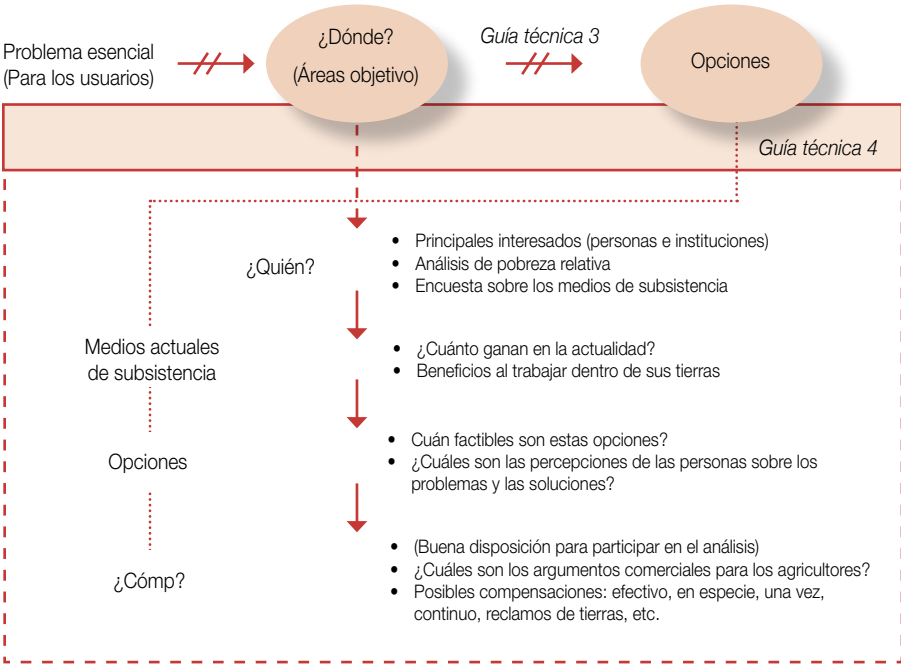 Problema esencial
(Para los usuarios)
¿Dónde?
(Áreas objetivo)
Guía técnica 3
Opciones
Guía técnica 4
¿Quién?
• Principales interesados (personas e instituciones)
• Análisis de pobreza relativa
• Encuesta sobre los medios de subsistencia
Medios actuales
de subsistencia
• ¿Cuánto ganan en la actualidad?
• Beneficios al trabajar dentro de sus tierras
Opciones
• Cuán factibles son estas opciones?
• ¿Cuáles son las percepciones de las personas sobre los
problemas y las soluciones?
¿Cómp?
• (Buena disposición para participar en el análisis)
• ¿Cuáles son los argumentos comerciales para los agricultores?
• Posibles compensaciones: efectivo, en especie, una vez,
continuo, reclamos de tierras, etc.